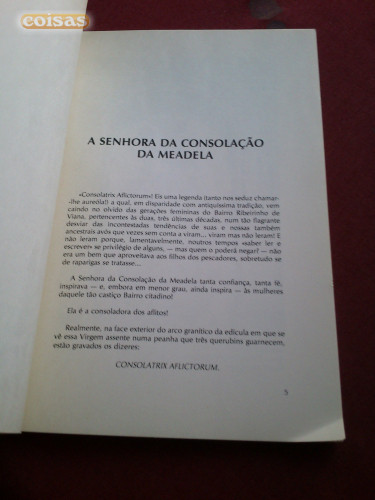 coisas
A SENHORA DA CONSOLAÇÃO
DA MEADELA
«Consolatrix Aflictorum»! Eis uma legenda (tanto nos seduz chamar-
-lhe aureola!) a qual, em disparidade com antiquíssima tradição, vem
caindo no olvido das gerações femininas do Bairro Ribeirinho de
Viana, pertencentes às duas, três últimas décadas, num tão flagrante
desviar das incontestadas tendências de suas e nossas também
ancestrais avós que vezes sem conta a viram... viram mas não leram! E
não leram porque, lamentavelmente, noutros tempos «saber ler e
escrever» se privilégio de alguns, — mas quem o poderá negar? — não
era um bem que aproveitava aos filhos dos pescadores, sobretudo se
de raparigas se tratasse...
A Senhora da Consolação da Meadela tanta confiança, tanta fé,
inspirava — e, embora em menor grau, ainda inspira — às mulheres
daquele tão castiço Bairro citadino!
Ela é a consoladora dos aflitos!
Realmente, na face exterior do arco granítico da edícula em que se
vê essa Virgem assente numa peanha que três querubins guarnecem,
estão gravados os dizeres:
CONSOLATRIX AFLICTORUM.
5